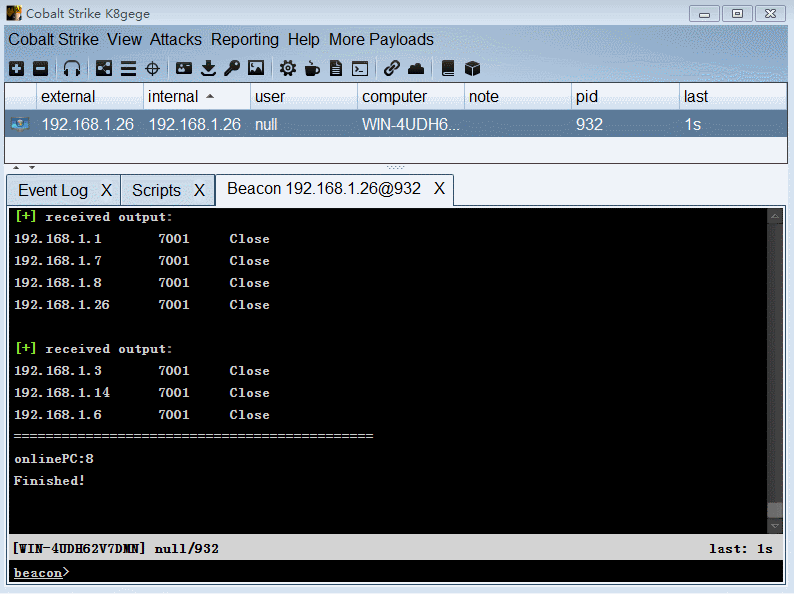 Cobalt Strike K8gege
Cobalt Strike View Attacks Reporting Help More Payloads
external internal user computer note pid last
192.168.1.26 192.168.1.26 null WIN-4UDH6... 932 1s
Event Log X Scripts X Beacon 192.168.1.26@932 X
[+] received output:
192.168.1.1 7001 Close
192.168.1.7 7001 Close
192.168.1.8 7001 Close
192.168.1.26 7001 Close
[+] received output:
192.168.1.3 7001 Close
192.168.1.14 7001 Close
192.168.1.6 7001 Close
=============================================
onlinePC:8
Finished!
[WIN-4UDH62V7DMN] null/932 last: 1s
beacon>